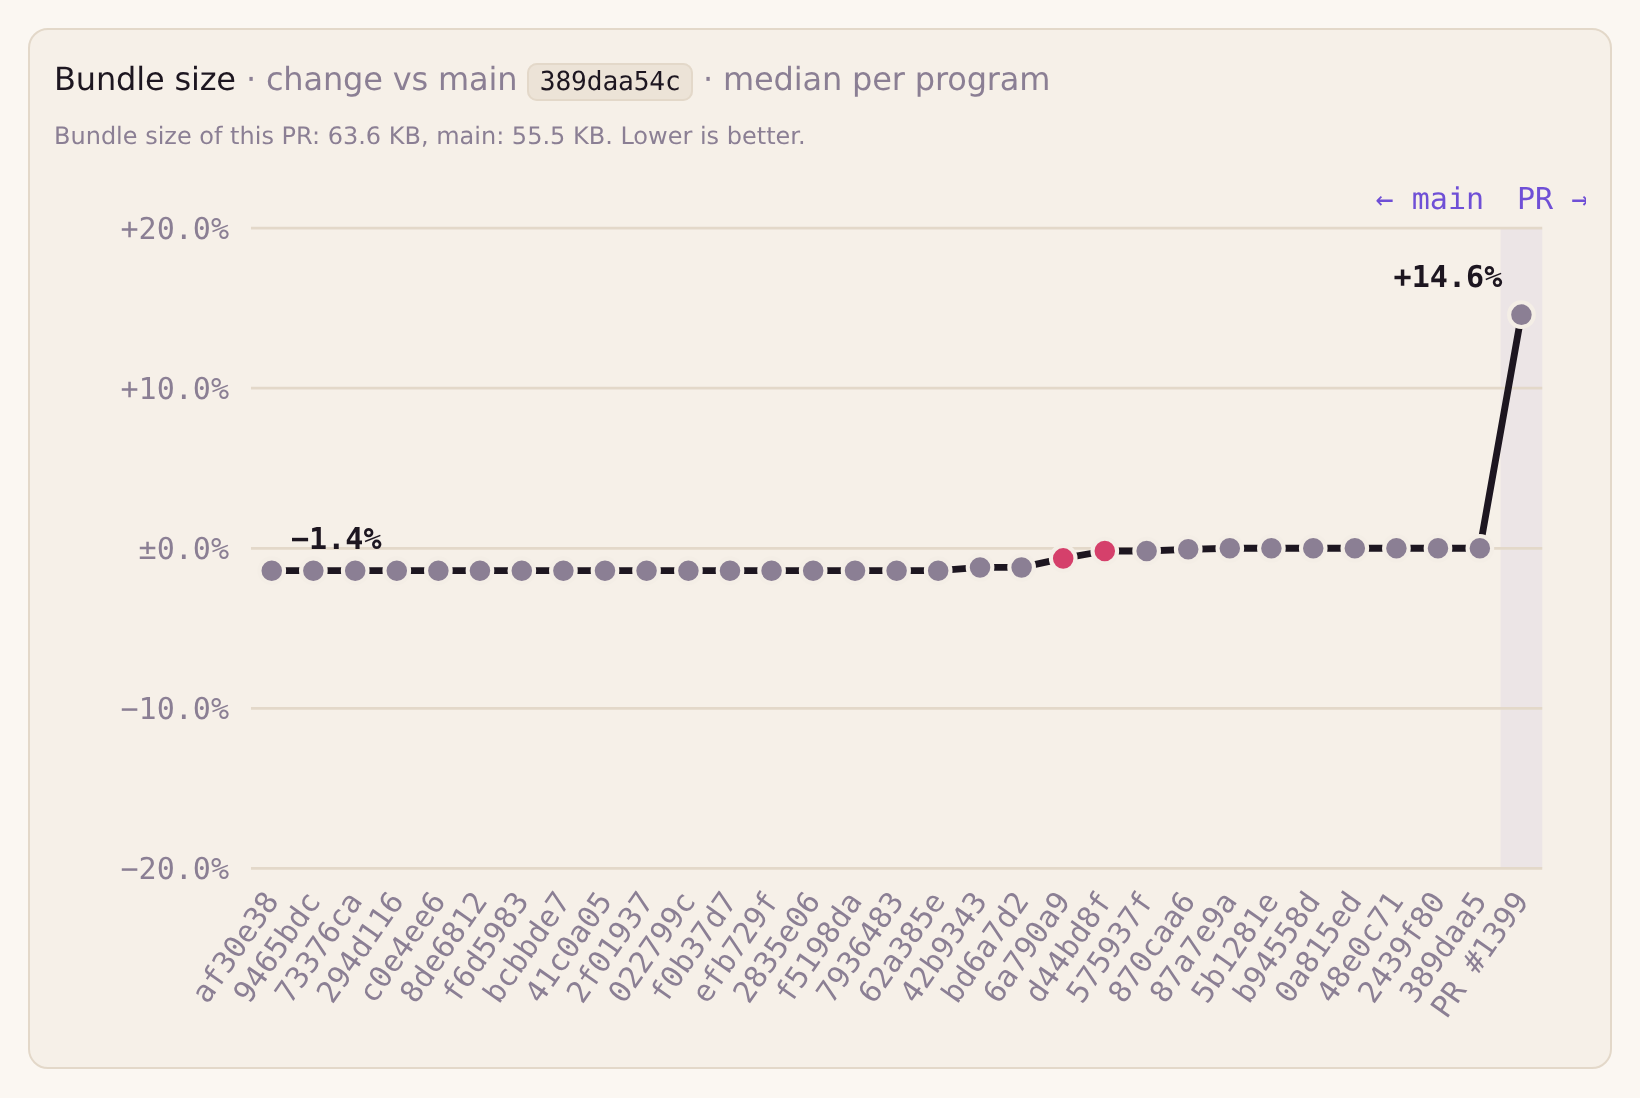 Bundle size · change vs main 389daa54c · median per program
Bundle size of this PR: 63.6 KB, main: 55.5 KB. Lower is better.
← main PR →
+20.0%
+14.6%
+10.0%
−1.4%
±0.0%
−10.0%
−20.0%
af30e38
9465bdc
73376ca
294d116
c0e4ee6
8de6812
f6d5983
bcbbde7
41c0a05
2f01937
022799c
f0b37d7
efb729f
2835e06
f5198da
7936483
62a385e
42b9343
bd6a7d2
6a790a9
d44bd8f
575937f
870caa6
87a7e9a
5b1281e
b94558d
0a815ed
48e0c71
2439f80
389daa5
PR #1399